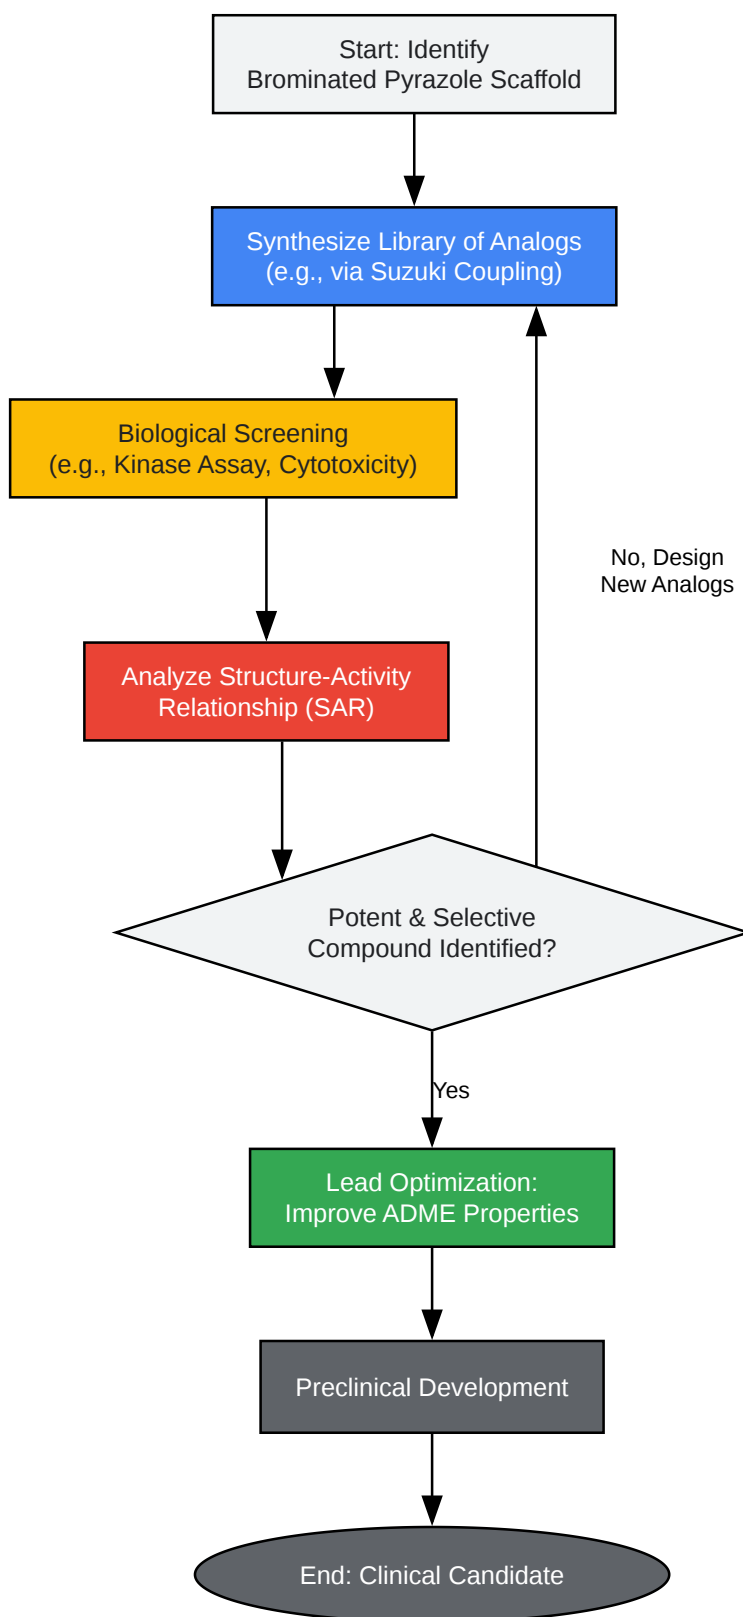 Start: Identify
Brominated Pyrazole Scaffold
Synthesize Library of Analogs
(e.g., via Suzuki Coupling)
Biological Screening
(e.g., Kinase Assay, Cytotoxicity)
No, Design
New Analogs
Analyze Structure-Activity
Relationship (SAR)
Potent & Selective
Compound Identified?
Yes
Lead Optimization:
Improve ADME Properties
Preclinical Development
End: Clinical Candidate